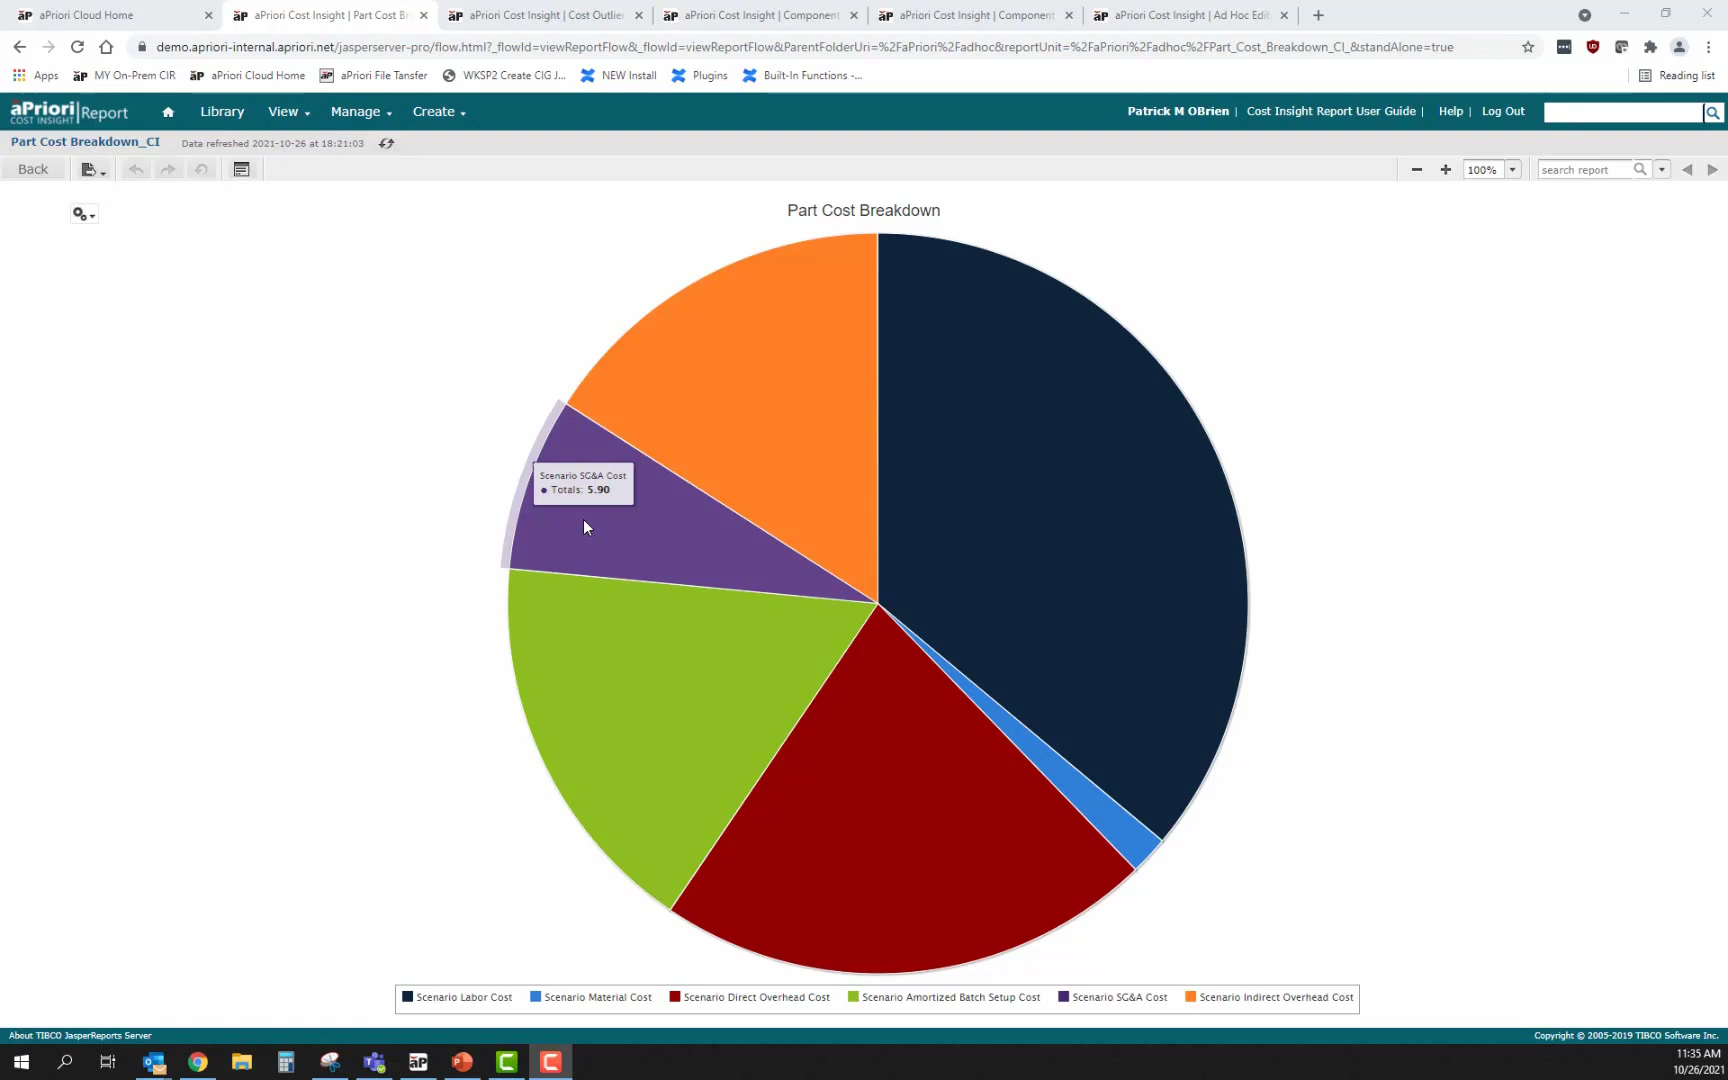 aPriori Cloud Home
aPriori Cost Insight | Part Cost Br
aPriori Cost Insight | Cost Outlier
aPriori Cost Insight | Component
aPriori Cost Insight | Component
aPriori Cost Insight | Ad Hoc Edit
demo.apriori-internal.apriori.net/jasperserver-pro/flow.html?_flowId=viewReportFlow&_flowId=viewReportFlow&ParentFolderUri=%2FaPriori%2Fadhoc&reportUnit=%2FaPriori%2Fadhoc%2FPart_Cost_Breakdown_CI_&standAlone=true
Apps aP MY On-Prem CIR aP aPriori Cloud Home aP aPriori File Tansfer WKSP2 Create CIG J... NEW Install Plugins Built-In Functions -... Reading list
aPriori | Report
COST INSIGHT
Library View Manage Create Patrick M OBrien | Cost Insight Report User Guide | Help | Log Out
Part Cost Breakdown_CI Data refreshed 2021-10-26 at 18:21:03
Back 100% search report
Part Cost Breakdown
Scenario SG&A Cost
Totals: 5.90
Scenario Labor Cost Scenario Material Cost Scenario Direct Overhead Cost Scenario Amortized Batch Setup Cost Scenario SG&A Cost Scenario Indirect Overhead Cost
About TIBCO JasperReports Server Copyright © 2005-2019 TIBCO Software Inc.
11:35 AM
10/26/2021